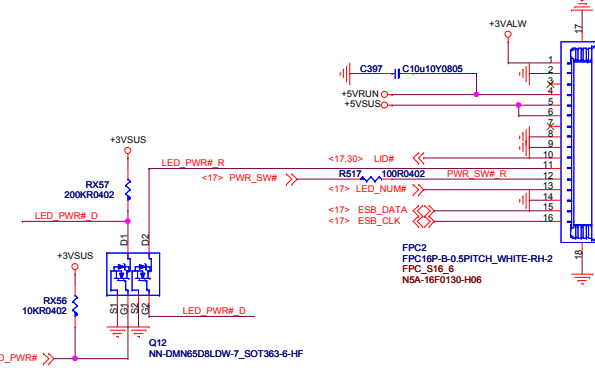 +3VALW
17
1
C397
C10u10Y0805
2
3
+5VRUN
4
+5VSUS
5
6
7
+3VSUS
8
9
LED_PWR#_R
<17,30> LID#
10
11
RX57
200KR0402
<17> PWR_SW#
R517
100R0402
PWR_SW#_R
12
<17> LED_NUM#
13
14
LED_PWR#_D
<17> ESB_DATA
15
<17> ESB_CLK
16
D1
D2
FPC2
FPC16P-B-0.5PITCH_WHITE-RH-2
FPC_S16_6
N5A-16F0130-H06
18
+3VSUS
RX56
10KR0402
S1
G1
S2
G2
LED_PWR#_D
Q12
NN-DMN65D8LDW-7_SOT363-6-HF
D_PWR#